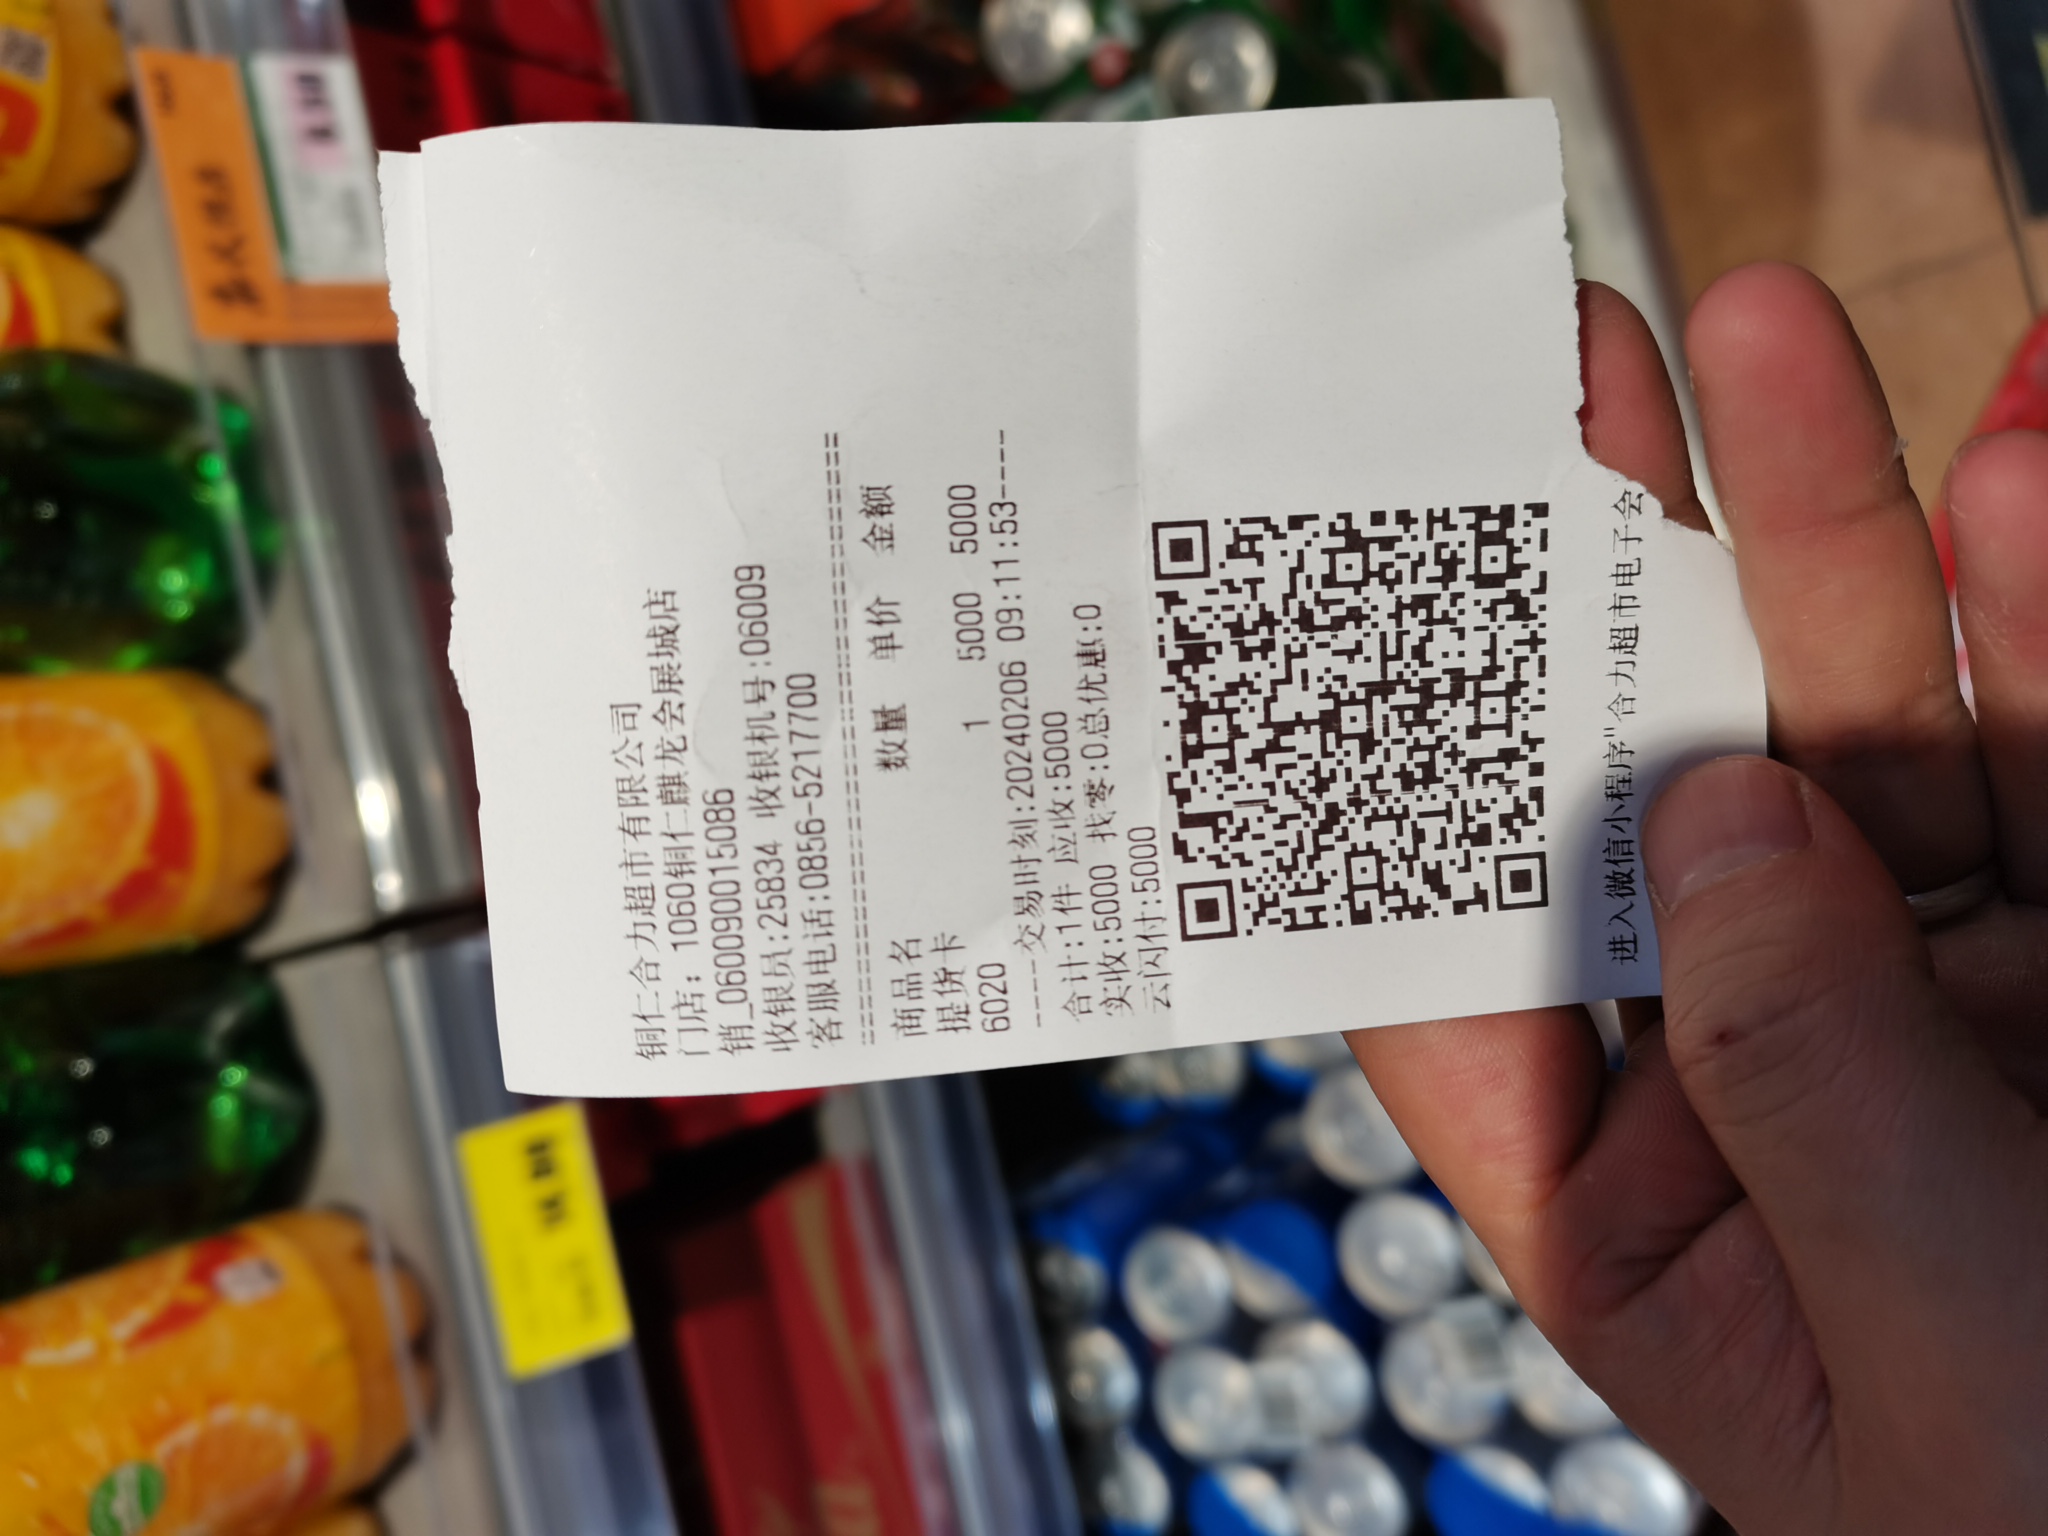 铜仁合力超市有限公司
门店：1060铜仁麒龙会展城店
销_060090015086
收银员:25834 收银机号:06009
客服电话:0856-5217700
================================
商品名 数量 单价 金额
提货卡
6020 1 5000 5000
----交易时刻:20240206 09:11:53----
合计:1件 应收:5000
实收:5000 找零:0总优惠:0
云闪付:5000
进入微信小程序"合力超市电子会